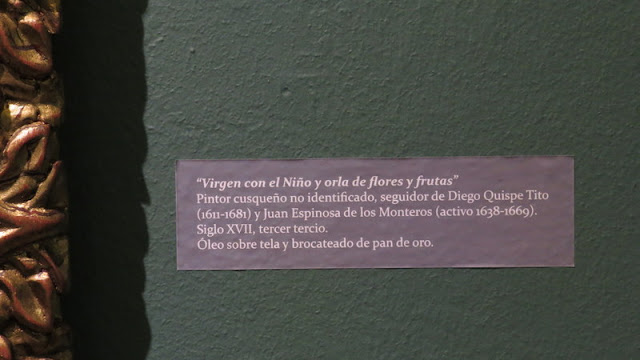 “Virgen con el Niño y orla de flores y frutas”
Pintor cusqueño no identificado, seguidor de Diego Quispe Tito
(1611-1681) y Juan Espinosa de los Monteros (activo 1638-1669).
Siglo XVII, tercer tercio.
Óleo sobre tela y brocateado de pan de oro.